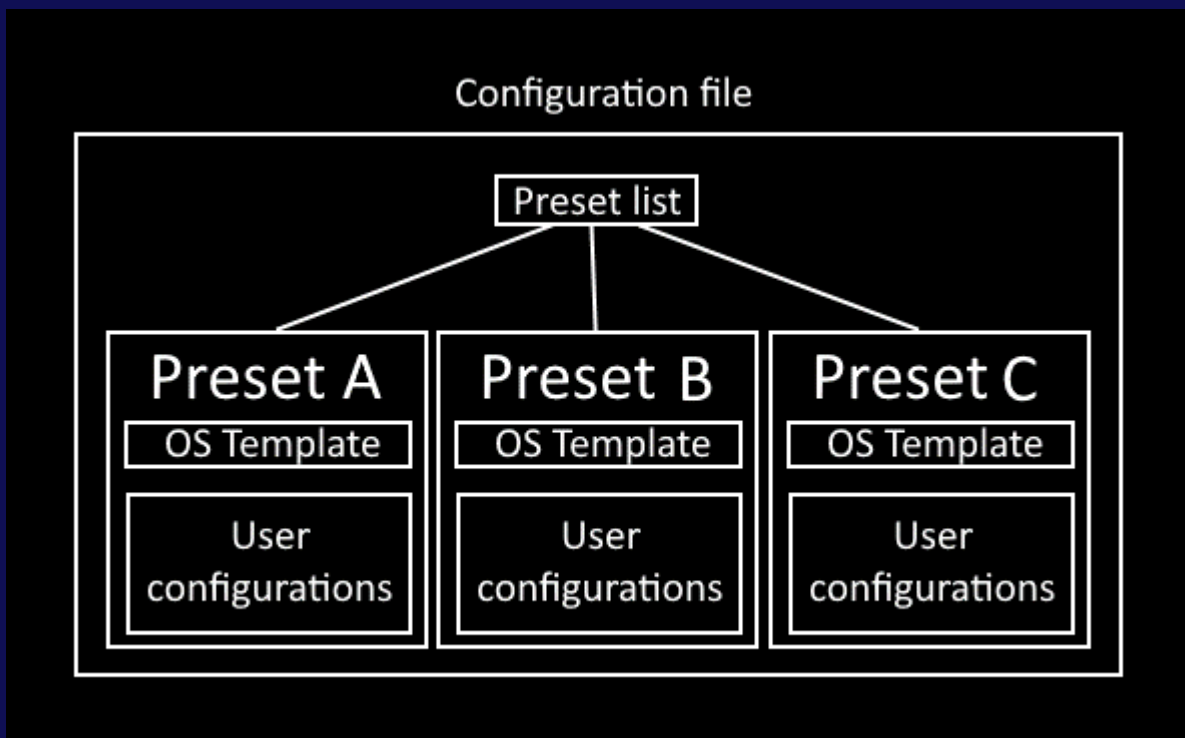 Configuration file
Preset list
Preset A
OS Template
User
configurations
Preset B
OS Template
User
configurations
Preset C
OS Template
User
configurations